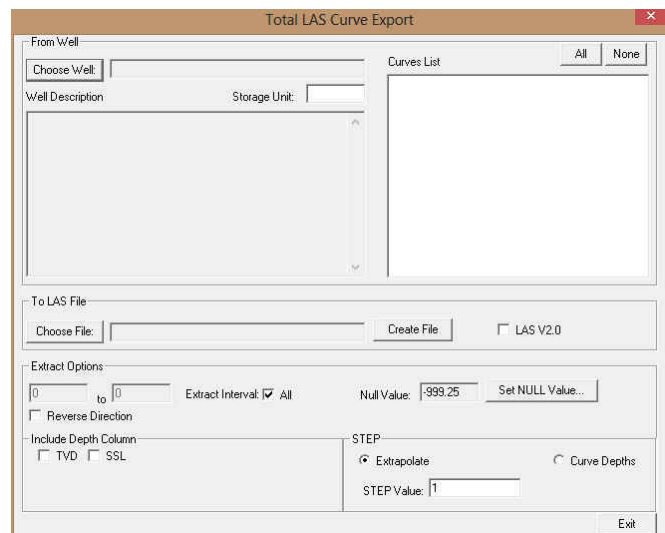 Total LAS Curve Export
From Well
Choose Well:
Curves List
All
None
Well Description
Storage Unit:
To LAS File
Choose File:
Create File
LAS V2.0
Extract Options
0 to 0
Extract Interval:
All
Null Value:
-999.25
Set NULL Value...
Reverse Direction
Include Depth Column
TVD
SSL
STEP
Extrapolate
Curve Depths
STEP Value:
1
Exit